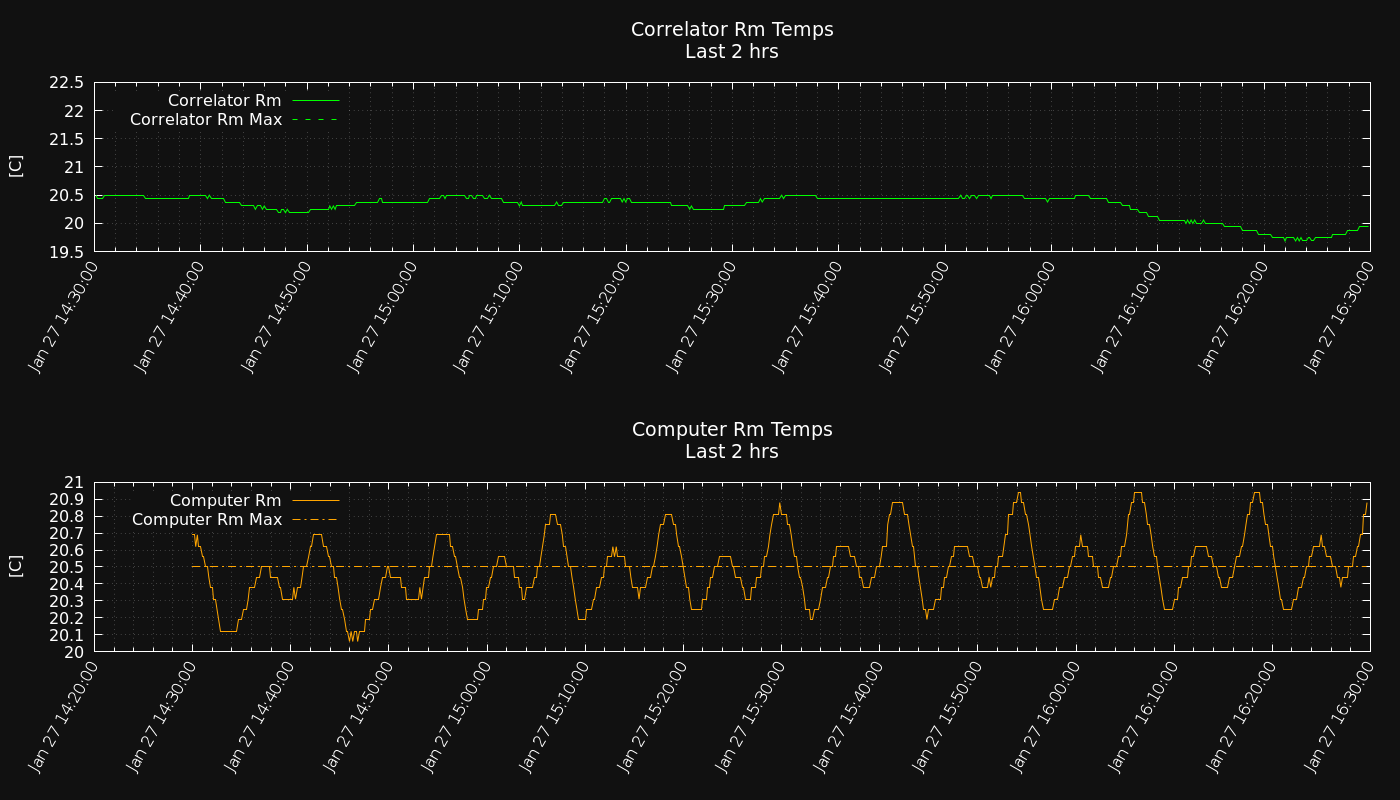 Correlator Rm Temps
Last 2 hrs
22.5
22
21.5
21
20.5
20
19.5
[C]
Correlator Rm
Correlator Rm Max
Jan 27 14:30:00
Jan 27 14:40:00
Jan 27 14:50:00
Jan 27 15:00:00
Jan 27 15:10:00
Jan 27 15:20:00
Jan 27 15:30:00
Jan 27 15:40:00
Jan 27 15:50:00
Jan 27 16:00:00
Jan 27 16:10:00
Jan 27 16:20:00
Jan 27 16:30:00
Computer Rm Temps
Last 2 hrs
21
20.9
20.8
20.7
20.6
20.5
20.4
20.3
20.2
20.1
20
[C]
Computer Rm
Computer Rm Max
Jan 27 14:20:00
Jan 27 14:30:00
Jan 27 14:40:00
Jan 27 14:50:00
Jan 27 15:00:00
Jan 27 15:10:00
Jan 27 15:20:00
Jan 27 15:30:00
Jan 27 15:40:00
Jan 27 15:50:00
Jan 27 16:00:00
Jan 27 16:10:00
Jan 27 16:20:00
Jan 27 16:30:00